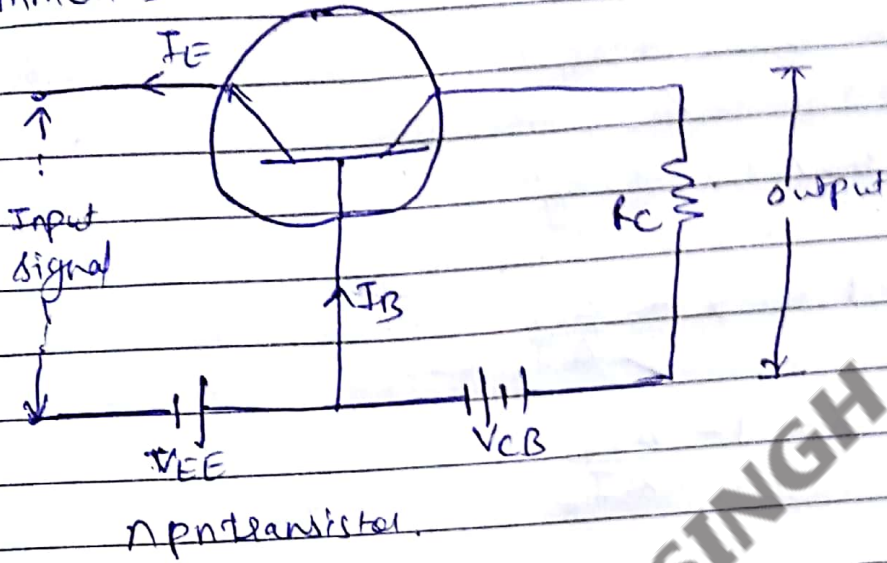 IE
Input
signal
RC
output
IB
VEE
VCB
npn transistor.
SINGH